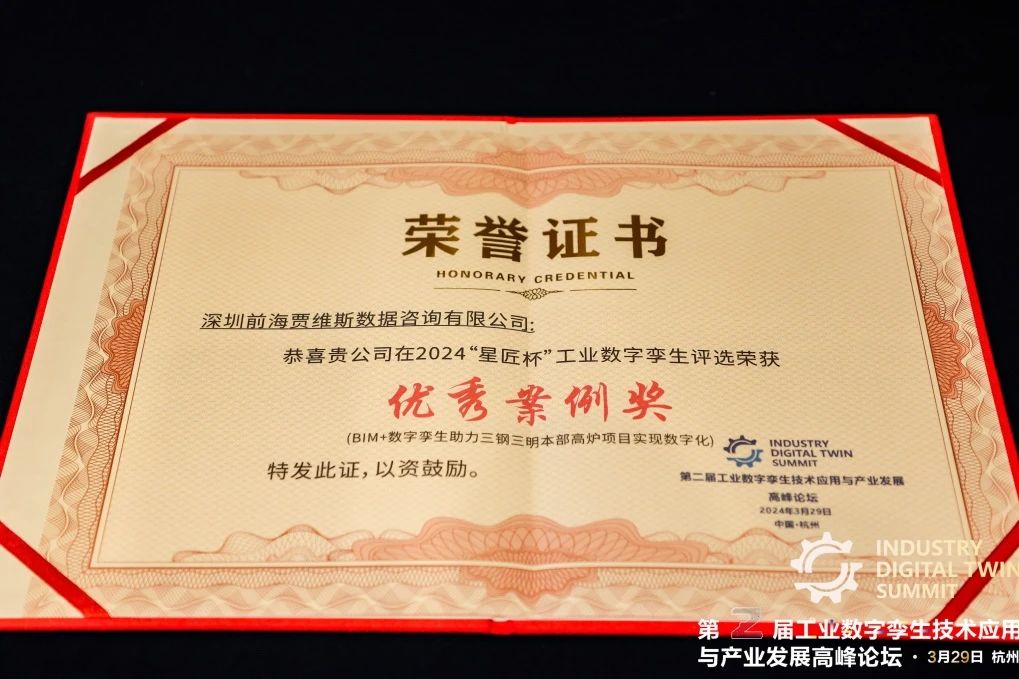 荣誉证书
HONORARY CREDENTIAL
深圳前海贾维斯数据咨询有限公司:
恭喜贵公司在2024“星匠杯”工业数字孪生评选荣获
优秀案例奖
(BIM+数字孪生助力三钢三明本部高炉项目实现数字化)
特发此证，以资鼓励。
INDUSTRY
DIGITAL TWIN
SUMMIT
第二届工业数字孪生技术应用与产业发展
高峰论坛
2024年3月29日
中国·杭州
INDUSTRY
DIGITAL TWIN
SUMMIT
第2届工业数字孪生技术应用
与产业发展高峰论坛 · 3月29日 杭州